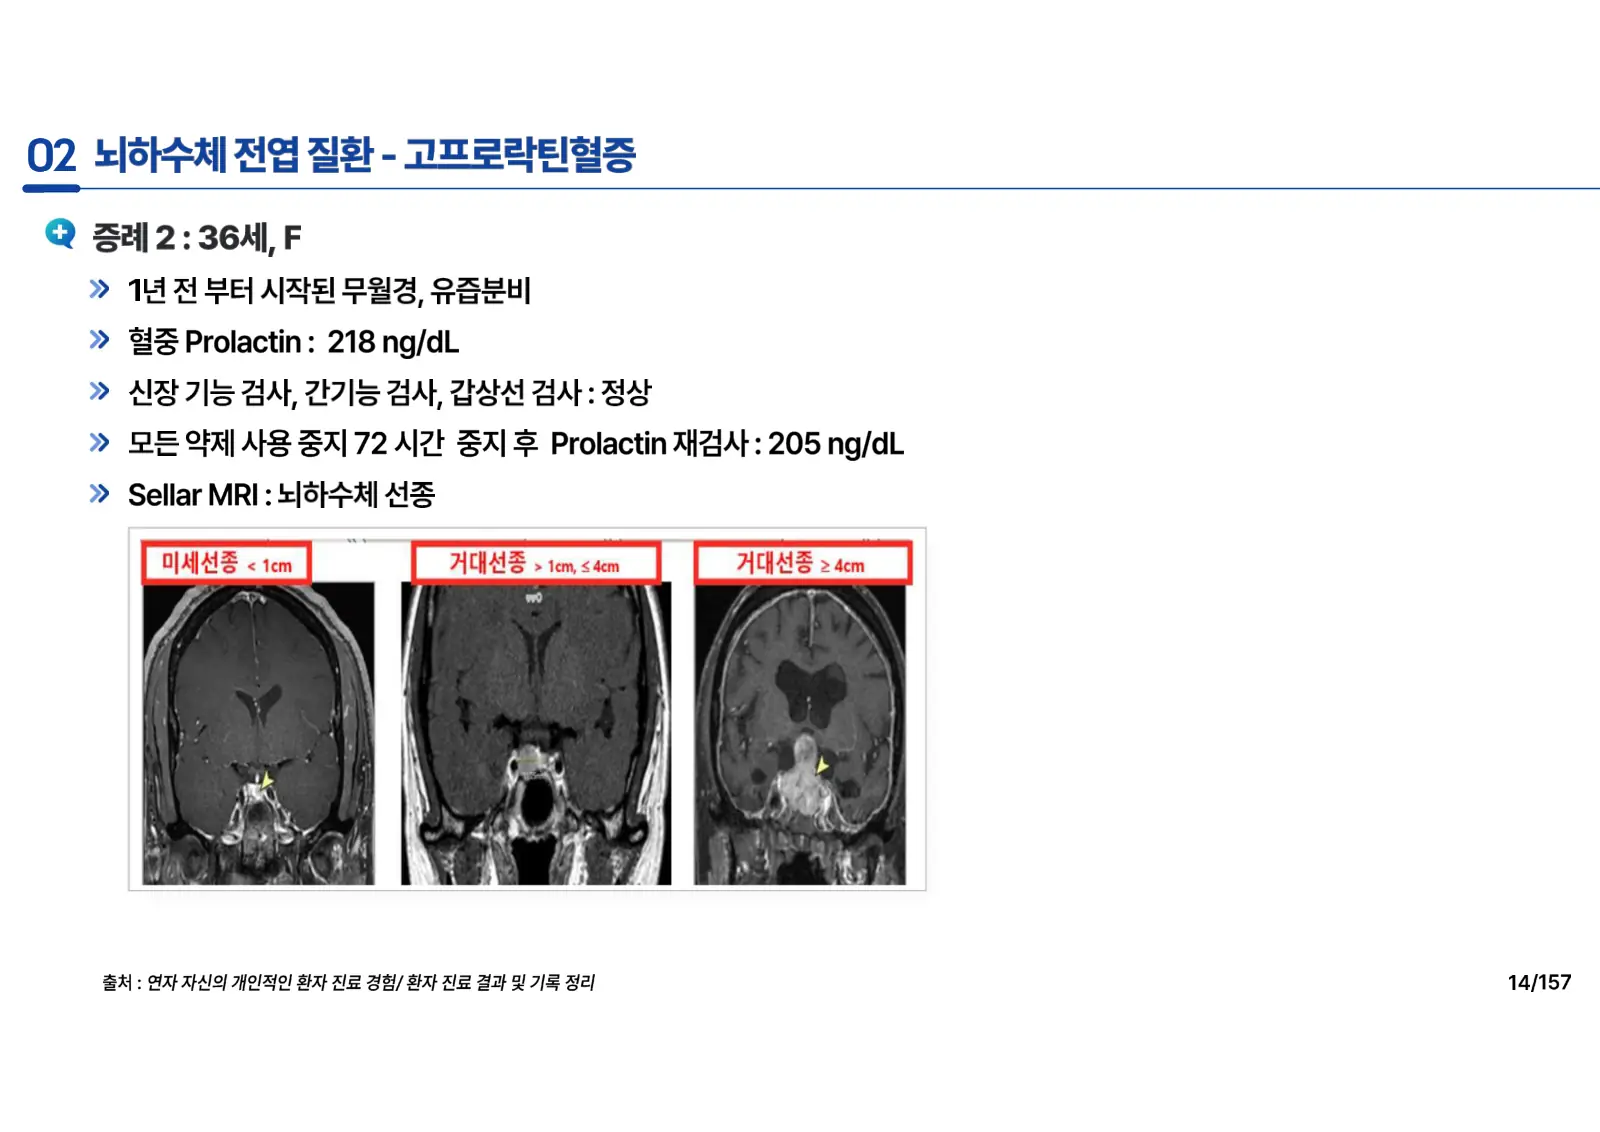 02 뇌하수체 전엽 질환 - 고프로락틴혈증
증례 2 : 36세, F
1년 전 부터 시작된 무월경, 유즙분비
혈중 Prolactin : 218 ng/dL
신장 기능 검사, 간기능 검사, 갑상선 검사 : 정상
모든 약제 사용 중지 72 시간 중지 후 Prolactin 재검사 : 205 ng/dL
Sellar MRI : 뇌하수체 선종
미세선종 < 1cm
거대선종 > 1cm, ≤ 4cm
거대선종 ≥ 4cm
출처 : 연자 자신의 개인적인 환자 진료 경험/ 환자 진료 결과 및 기록 정리
14/157